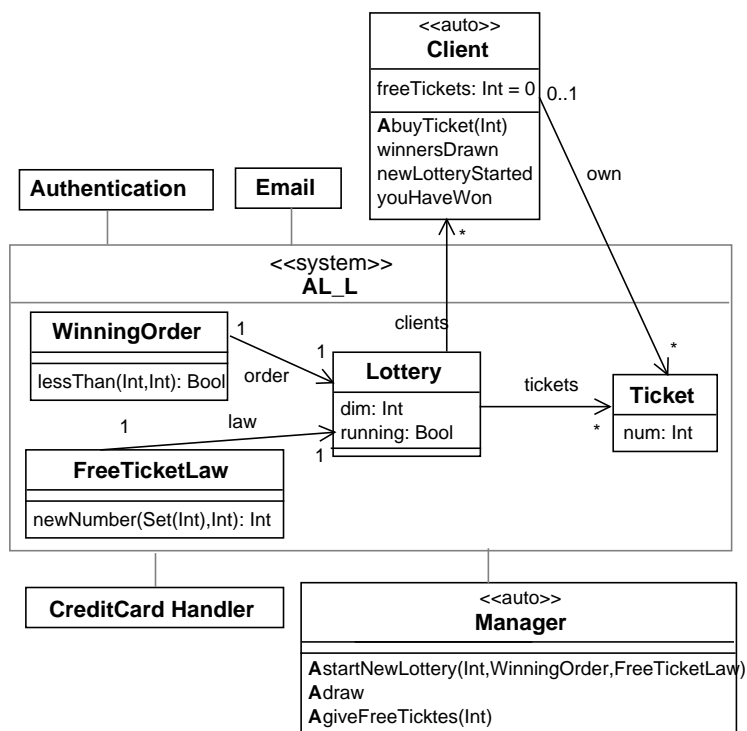 <<auto>>
Client
freeTickets: Int = 0
0..1
AbuyTicket(Int)
winnersDrawn
newLotteryStarted
youHaveWon
own
Authentication
Email
*
<<system>>
AL_L
clients
WinningOrder
1
lessThan(Int,Int): Bool
order
1
Lottery
dim: Int
running: Bool
tickets
*
*
Ticket
num: Int
1
law
1
FreeTicketLaw
newNumber(Set(Int),Int): Int
CreditCard Handler
<<auto>>
Manager
AstartNewLottery(Int,WinningOrder,FreeTicketLaw)
Adraw
AgiveFreeTicktes(Int)